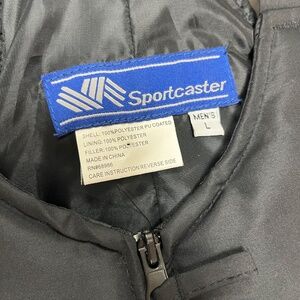 Sportcaster
MEN'S
L
SHELL: 100% POLYESTER PU COATED
LINING: 100% POLYESTER
FILLER: 100% POLYESTER
MADE IN CHINA
RN#68966
CARE INSTRUCTION REVERSE SIDE